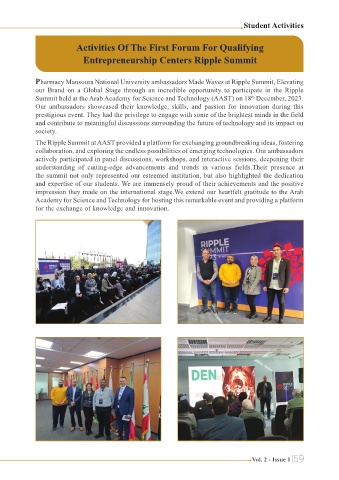 Student Activities
Activities Of The First Forum For Qualifying
Entrepreneurship Centers Ripple Summit
Pharmacy Mansoura National University ambassadors Made Waves at Ripple Summit, Elevating
our Brand on a Global Stage through an incredible opportunity to participate in the Ripple
Summit held at the Arab Academy for Science and Technology (AAST) on 18th December, 2023.
Our ambassadors showcased their knowledge, skills, and passion for innovation during this
prestigious event. They had the privilege to engage with some of the brightest minds in the field
and contribute to meaningful discussions surrounding the future of technology and its impact on
society.
The Ripple Summit at AAST provided a platform for exchanging groundbreaking ideas, fostering
collaboration, and exploring the endless possibilities of emerging technologies. Our ambassadors
actively participated in panel discussions, workshops, and interactive sessions, deepening their
understanding of cutting-edge advancements and trends in various fields.Their presence at
the summit not only represented our esteemed institution, but also highlighted the dedication
and expertise of our students. We are immensely proud of their achievements and the positive
impression they made on the international stage.We extend our heartfelt gratitude to the Arab
Academy for Science and Technology for hosting this remarkable event and providing a platform
for the exchange of knowledge and innovation.
RIPPLE
SUMMIT
DEN
Vol. 2 - Issue 1 59